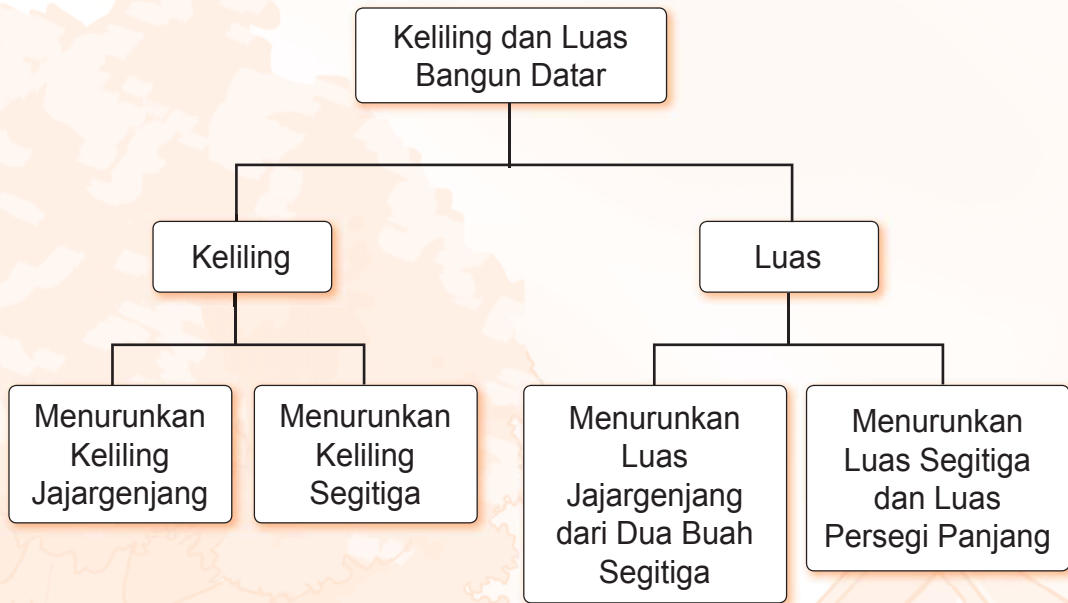 Keliling dan Luas
Bangun Datar
Keliling
Luas
Menurunkan
Keliling
Jajargenjang
Menurunkan
Keliling
Segitiga
Menurunkan
Luas
Jajargenjang
dari Dua Buah
Segitiga
Menurunkan
Luas Segitiga
dan Luas
Persegi Panjang